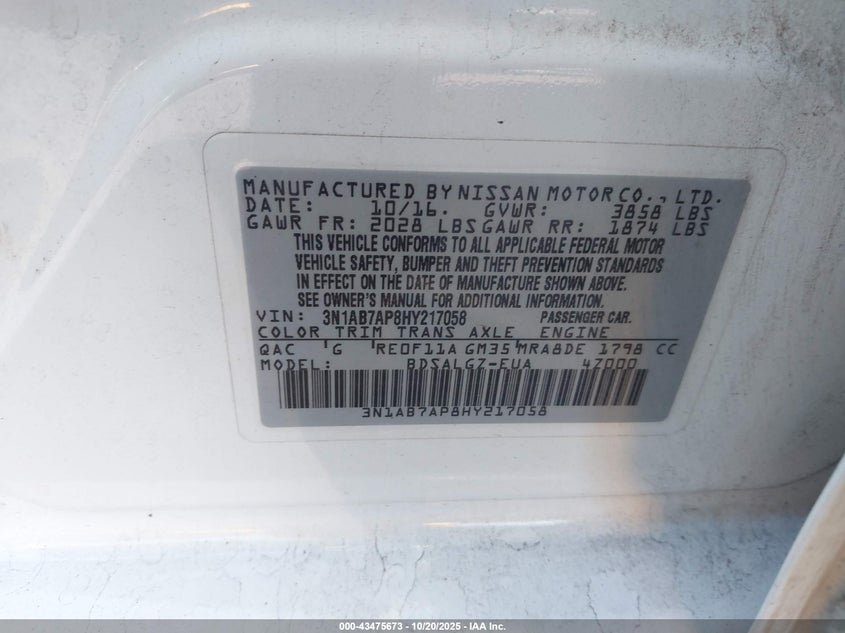 MANUFACTURED BY NISSAN MOTOR CO., LTD.
DATE: 10/16. GVWR: 3858 LBS
GAWR FR: 2028 LBS GAWR RR: 1874 LBS
THIS VEHICLE CONFORMS TO ALL APPLICABLE FEDERAL MOTOR
VEHICLE SAFETY, BUMPER AND THEFT PREVENTION STANDARDS
IN EFFECT ON THE DATE OF MANUFACTURE SHOWN ABOVE.
SEE OWNER'S MANUAL FOR ADDITIONAL INFORMATION.
VIN: 3N1AB7AP8HY217058 PASSENGER CAR.
COLOR TRIM TRANS AXLE ENGINE
QAC G RE0F11A GM35 MRA8DE 1798 CC
MODEL: BDSALGZ-EUA 4Z000
3N1AB7AP8HY217058
000-43475673 - 10/20/2025 - IAA Inc.